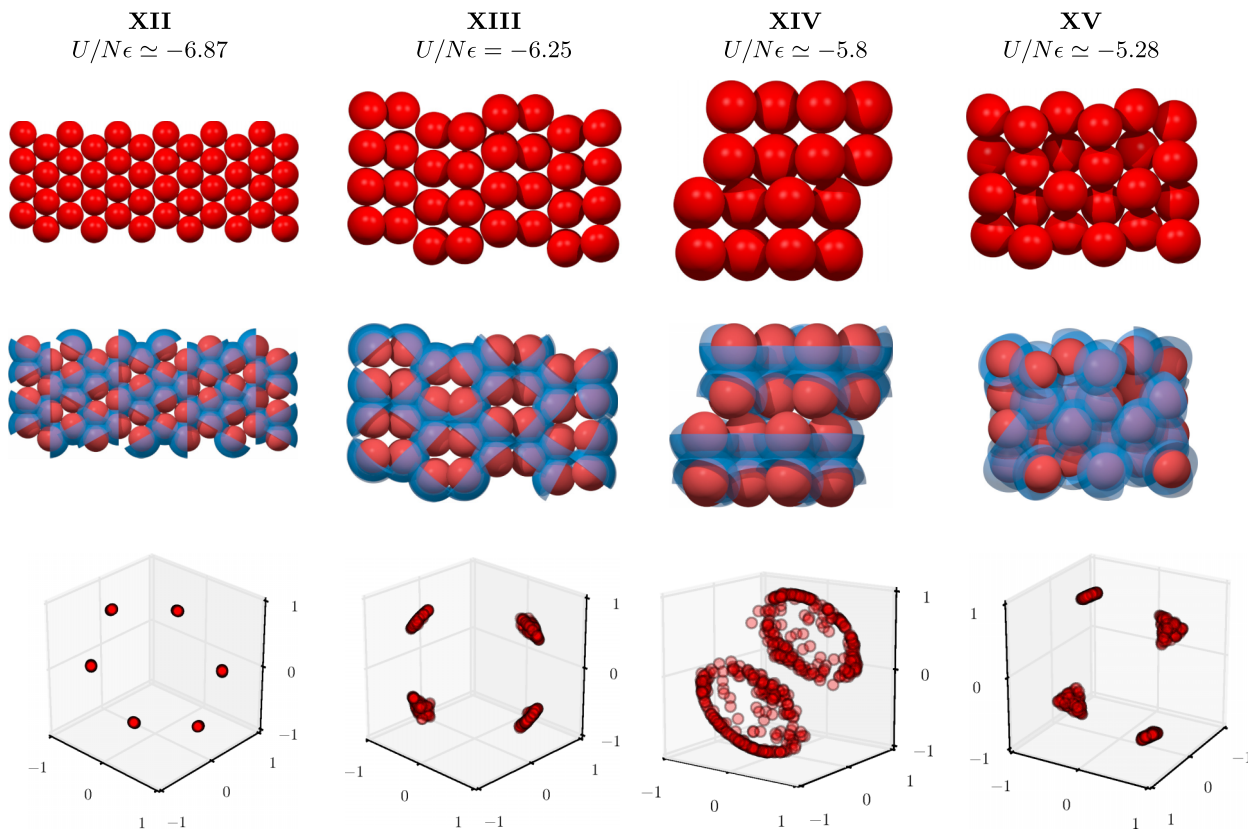 XII XIII XIV XV
U/Nϵ ≃ −6.87 U/Nϵ = −6.25 U/Nϵ ≃ −5.8 U/Nϵ ≃ −5.28
1 1 1 1
0 0 0 0
−1 −1 −1 −1
−1 1 −1 1 −1 1 −1 −1
0 0 0 0 0 0 0 0
1 −1 1 −1 1 −1 1 1